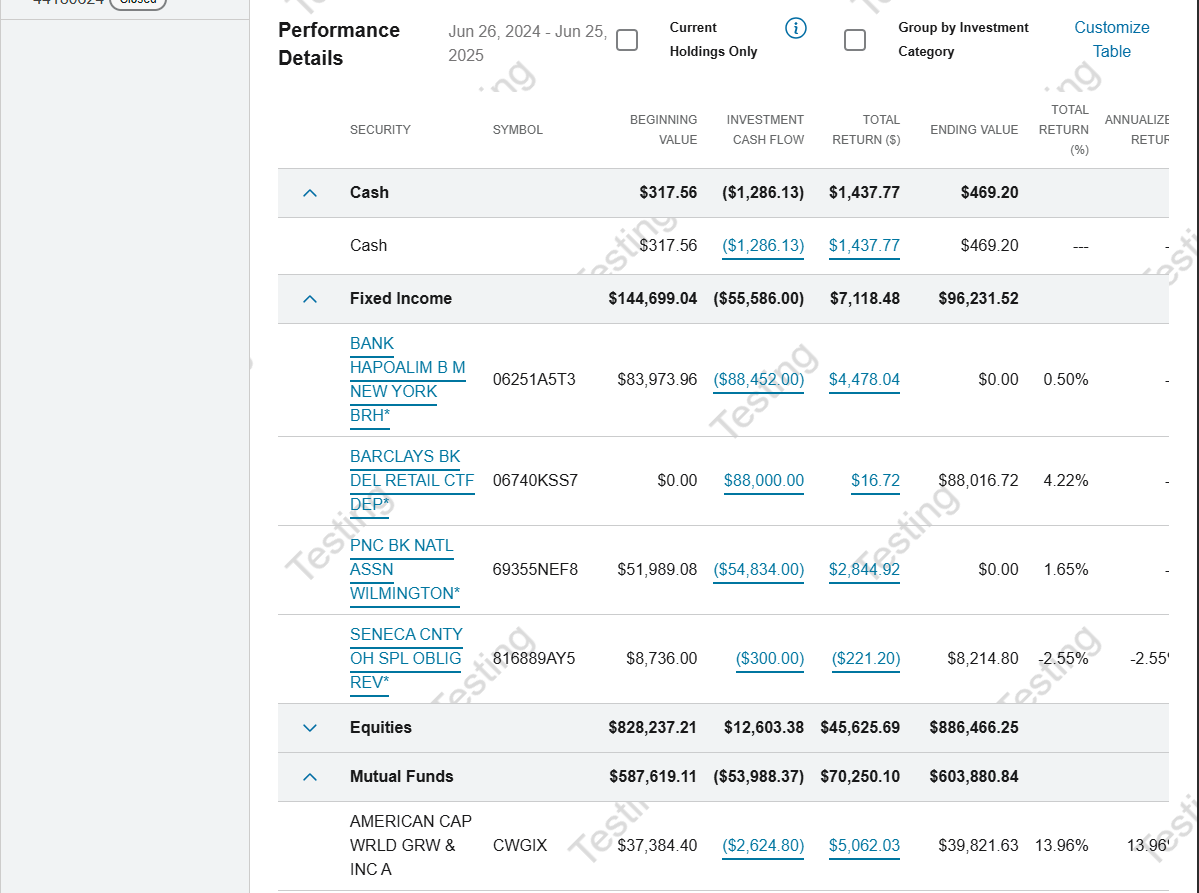 Closed
Performance Details
Jun 26, 2024 - Jun 25, 2025
Current Holdings Only
Group by Investment Category
Customize Table
SECURITY SYMBOL BEGINNING VALUE INVESTMENT CASH FLOW TOTAL RETURN ($) ENDING VALUE TOTAL RETURN (%) ANNUALIZE RETUR
Cash $317.56 ($1,286.13) $1,437.77 $469.20
Cash $317.56 ($1,286.13) $1,437.77 $469.20 --- -
Fixed Income $144,699.04 ($55,586.00) $7,118.48 $96,231.52
BANK HAPOALIM B M NEW YORK BRH* 06251A5T3 $83,973.96 ($88,452.00) $4,478.04 $0.00 0.50% -
BARCLAYS BK DEL RETAIL CTF DEP* 06740KSS7 $0.00 $88,000.00 $16.72 $88,016.72 4.22% -
PNC BK NATL ASSN WILMINGTON* 69355NEF8 $51,989.08 ($54,834.00) $2,844.92 $0.00 1.65% -
SENECA CNTY OH SPL OBLIG REV* 816889AY5 $8,736.00 ($300.00) ($221.20) $8,214.80 -2.55% -2.55
Equities $828,237.21 $12,603.38 $45,625.69 $886,466.25
Mutual Funds $587,619.11 ($53,988.37) $70,250.10 $603,880.84
AMERICAN CAP WRLD GRW & INC A CWGIX $37,384.40 ($2,624.80) $5,062.03 $39,821.63 13.96% 13.96
Testing
Testing
Testing
Testing
Testing
Testing
Testing